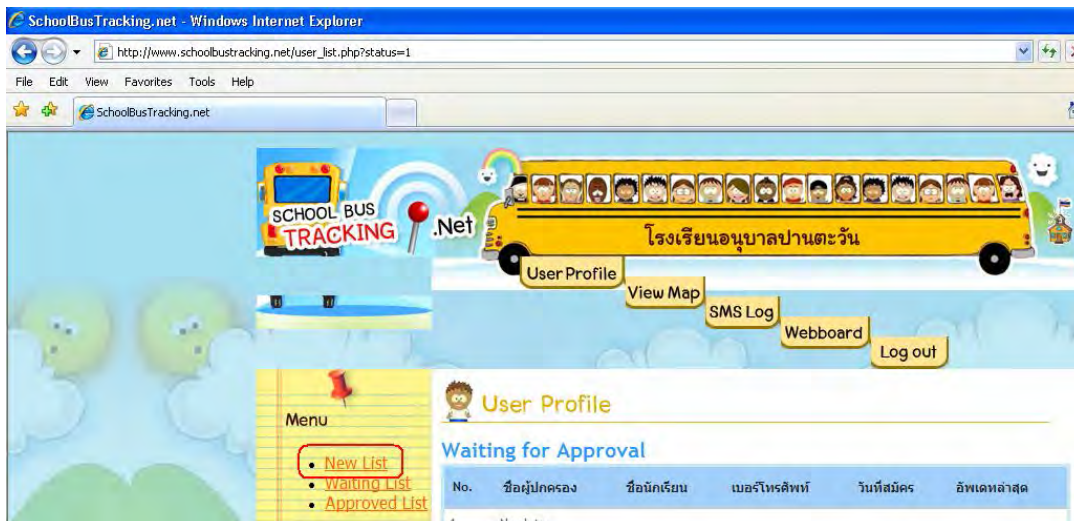 SchoolBusTracking.net - Windows Internet Explorer
http://www.schoolbustracking.net/user_list.php?status=1
File Edit View Favorites Tools Help
SchoolBusTracking.net
SCHOOL BUS
TRACKING .Net
โรงเรียนอนุบาลปานตะวัน
User Profile
View Map
SMS Log
Webboard
Log out
Menu
New List
Waiting List
Approved List
User Profile
Waiting for Approval
No. ชื่อผู้ปกครอง ชื่อนักเรียน เบอร์โทรศัพท์ วันที่สมัคร อัพเดทล่าสุด